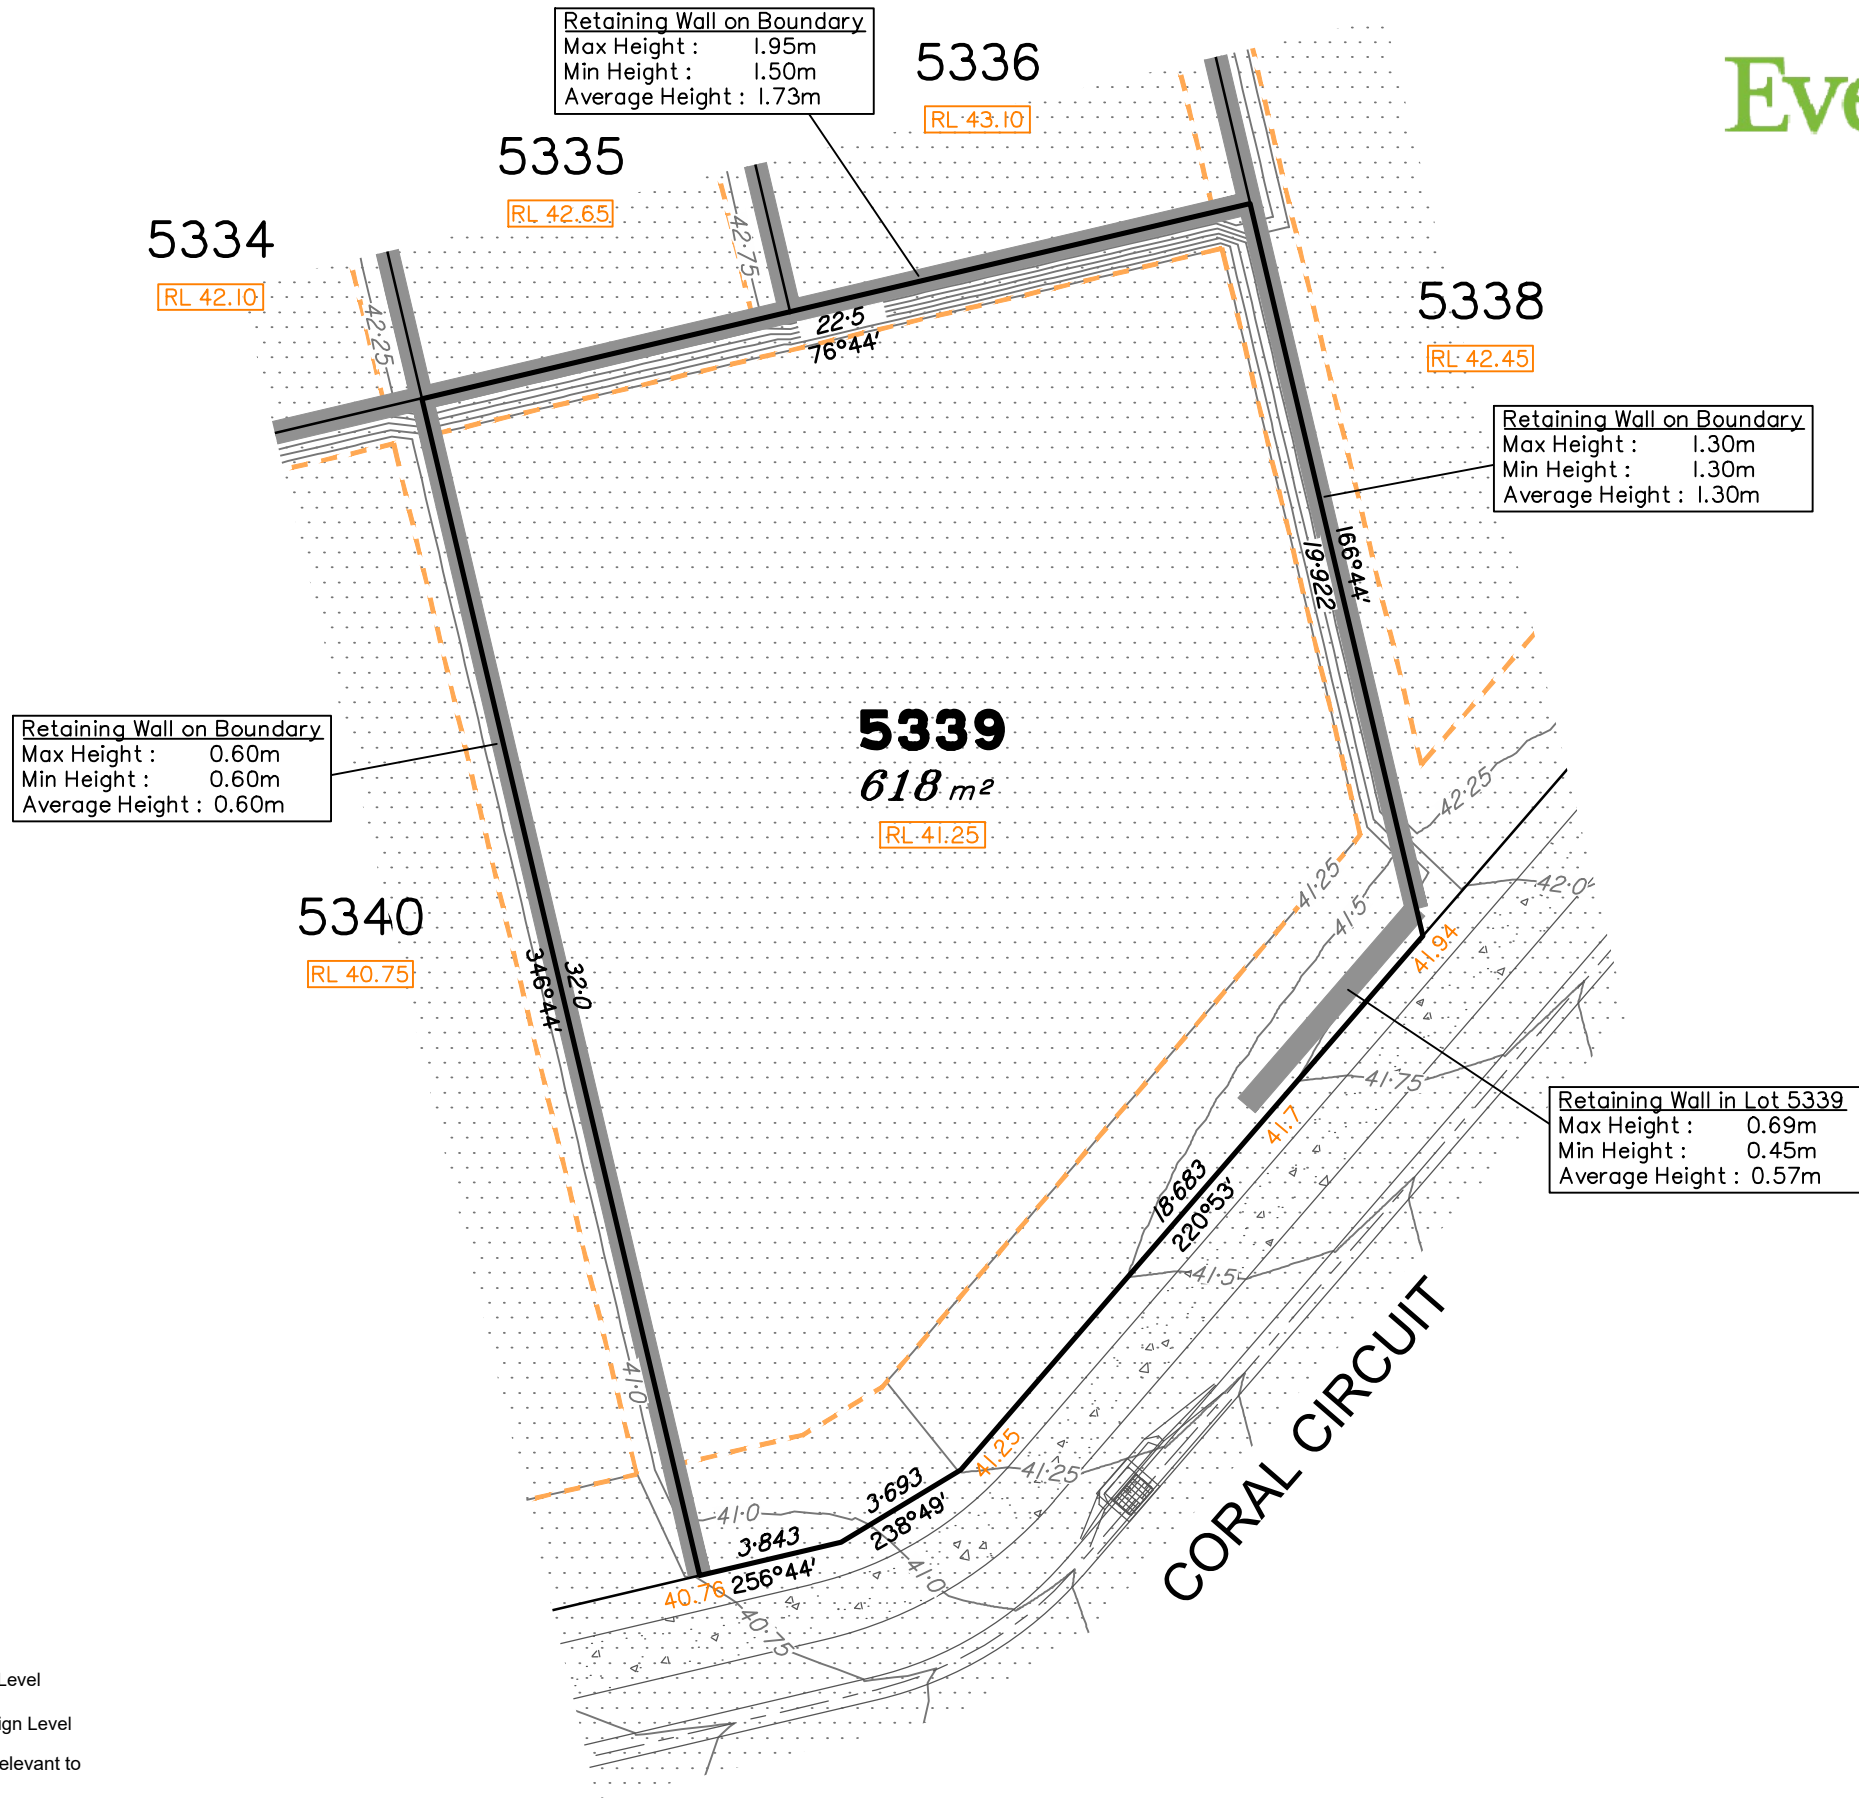 Retaining Wall on Boundary
Max Height : 1.95m
Min Height : 1.50m
Average Height : 1.73m
5336
RL 43.10
Eve
5335
RL 42.65
5334
RL 42.10
42·75
42·25
22·5
76°44'
5338
RL 42.45
Retaining Wall on Boundary
Max Height : 1.30m
Min Height : 1.30m
Average Height : 1.30m
166°44'
19·922
Retaining Wall on Boundary
Max Height : 0.60m
Min Height : 0.60m
Average Height : 0.60m
5339
618 m²
RL 41.25
42·25
42·0
41·25
41·5
41.94
5340
RL 40.75
346°44'
32·0
41·75
41.7
Retaining Wall in Lot 5339
Max Height : 0.69m
Min Height : 0.45m
Average Height : 0.57m
18·683
220°53'
41·5
CORAL CIRCUIT
41·0
41.25
41·25
3·693
238°49'
41·0
3·843
256°44'
41·0
40.76
40·75
Level
ign Level
elevant to